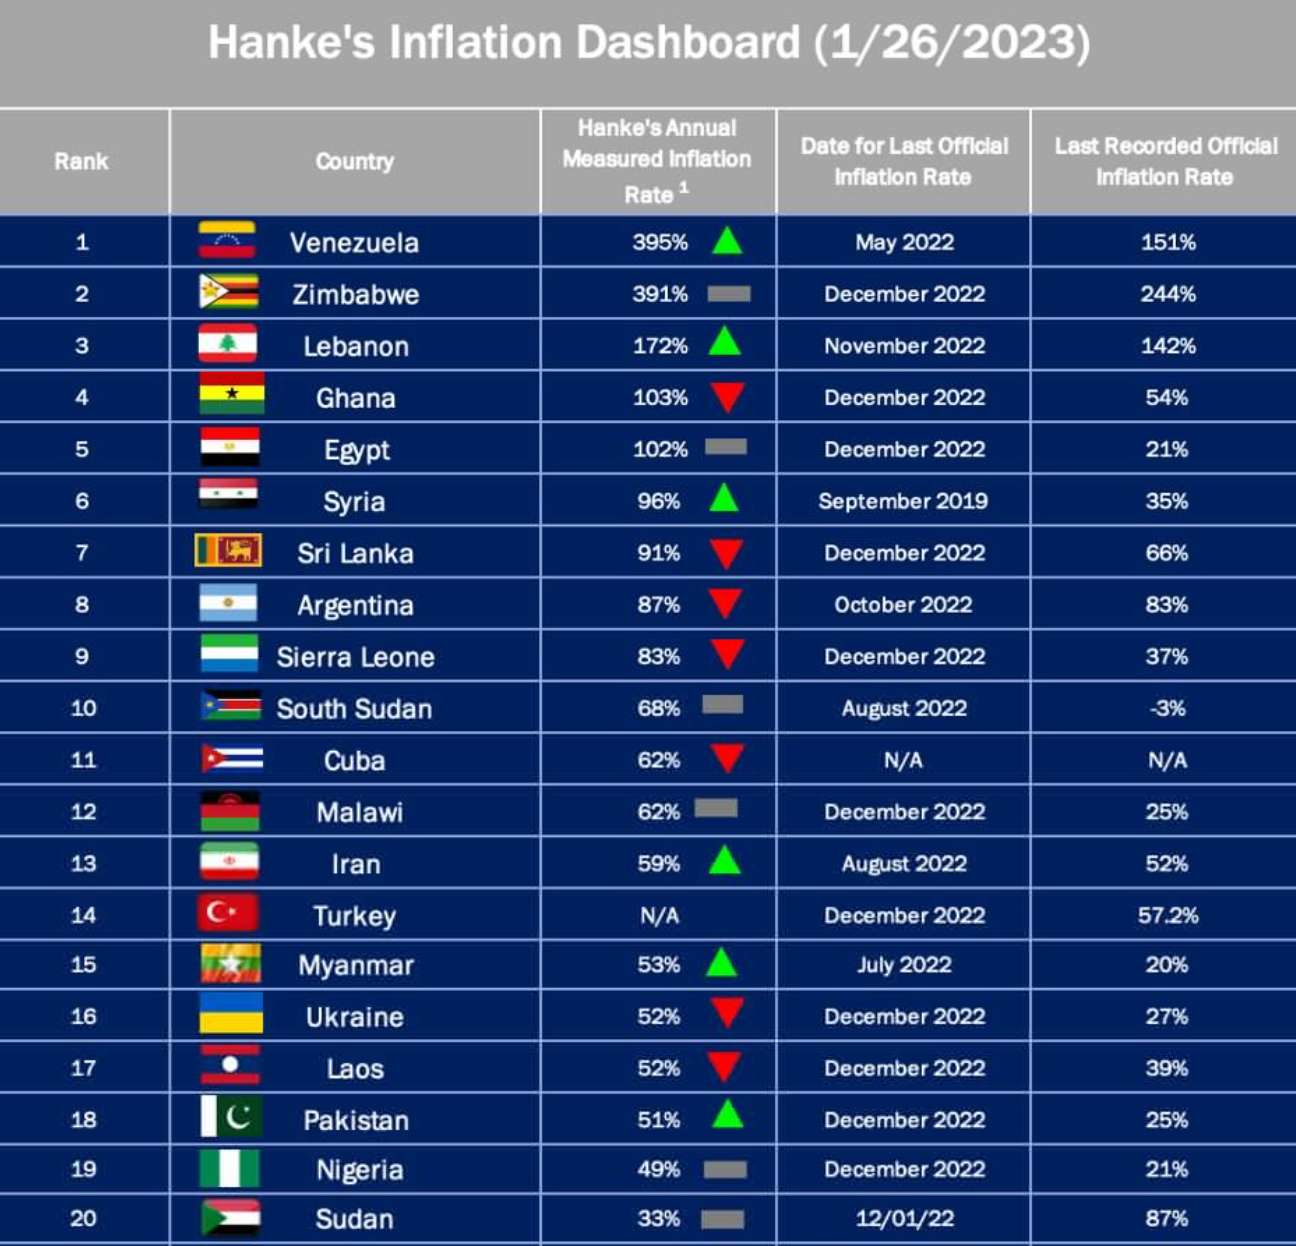 Hanke's Inflation Dashboard (1/26/2023)
Rank Country Hanke's Annual Measured Inflation Rate 1 Date for Last Official Inflation Rate Last Recorded Official Inflation Rate
1 Venezuela 395% May 2022 151%
2 Zimbabwe 391% December 2022 244%
3 Lebanon 172% November 2022 142%
4 Ghana 103% December 2022 54%
5 Egypt 102% December 2022 21%
6 Syria 96% September 2019 35%
7 Sri Lanka 91% December 2022 66%
8 Argentina 87% October 2022 83%
9 Sierra Leone 83% December 2022 37%
10 South Sudan 68% August 2022 -3%
11 Cuba 62% N/A N/A
12 Malawi 62% December 2022 25%
13 Iran 59% August 2022 52%
14 Turkey N/A December 2022 57.2%
15 Myanmar 53% July 2022 20%
16 Ukraine 52% December 2022 27%
17 Laos 52% December 2022 39%
18 Pakistan 51% December 2022 25%
19 Nigeria 49% December 2022 21%
20 Sudan 33% 12/01/22 87%